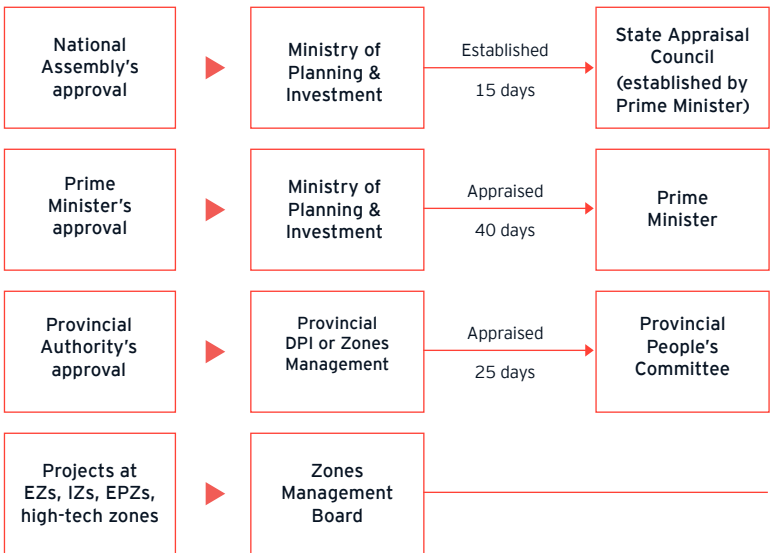 National
Assembly's
approval
Ministry of
Planning &
Investment
Established
15 days
State Appraisal
Council
(established by
Prime Minister)
Prime
Minister's
approval
Ministry of
Planning &
Investment
Appraised
40 days
Prime
Minister
Provincial
Authority's
approval
Provincial
DPI or Zones
Management
Appraised
25 days
Provincial
People's
Committee
Projects at
EZs, IZs, EPZs,
high-tech zones
Zones
Management
Board